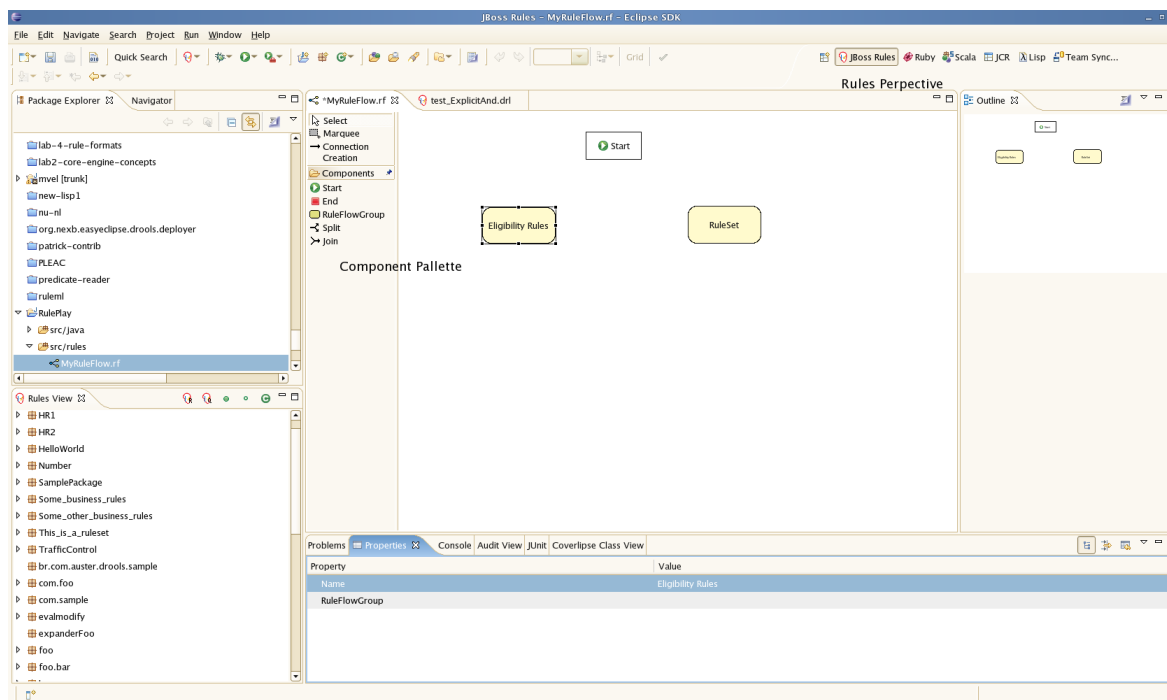 JBoss Rules - MyRuleFlow.rf - Eclipse SDK
File Edit Navigate Search Project Run Window Help
Quick Search Grid JBoss Rules Ruby Scala JCR Lisp Team Sync...
Rules Perpective
Package Explorer Navigator
lab-4-rule-formats
lab2-core-engine-concepts
mvel [trunk]
new-lisp1
nu-nl
org.nexb.easyeclipse.drools.deployer
patrick-contrib
PLEAC
predicate-reader
ruleml
RulePlay
src/java
src/rules
MyRuleFlow.rf
*MyRuleFlow.rf test_ExplicitAnd.drl
Select
Marquee
Connection
Creation
Components
Start
End
RuleFlowGroup
Split
Join
Component Pallette
Start
Eligibility Rules RuleSet
Outline
Rules View
HR1
HR2
HelloWorld
Number
SamplePackage
Some_business_rules
Some_other_business_rules
This_is_a_ruleset
TrafficControl
br.com.auster.drools.sample
com.foo
com.sample
evalmodify
expanderFoo
foo
foo.bar
Problems Properties Console Audit View JUnit Coverlipse Class View
Property Value
Name Eligibility Rules
RuleFlowGroup